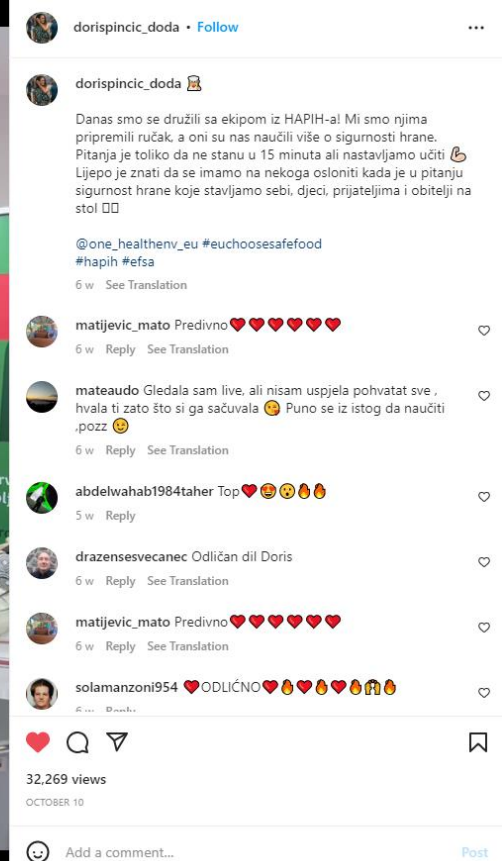 dorispincic_doda • Follow
dorispincic_doda
Danas smo se družili sa ekipom iz HAPIH-a! Mi smo njima
pripremili ručak, a oni su nas naučili više o sigurnosti hrane.
Pitanja je toliko da ne stanu u 15 minuta ali nastavljamo učiti 💪
Lijepo je znati da se imamo na nekoga osloniti kada je u pitanju
sigurnost hrane koje stavljamo sebi, djeci, prijateljima i obitelji na
stol
@one_healthenv_eu #euchoosesafefood
#hapih #efsa
6 w See Translation
matijevic_mato Predivno❤❤❤❤❤❤
6 w Reply See Translation
mateaudo Gledala sam live, ali nisam uspjela pohvatat sve ,
hvala ti zato što si ga sačuvala 😘 Puno se iz istog da naučiti
,pozz 😉
6 w Reply See Translation
abdelwahab1984taher Top❤😍😮🔥🔥
5 w Reply
drazensesvecanec Odličan dil Doris
6 w Reply See Translation
matijevic_mato Predivno❤❤❤❤❤❤
6 w Reply See Translation
solamanzoni954 ❤ODLIĆNO❤🔥❤🔥❤🔥🙌🔥
6 w Reply
32,269 views
OCTOBER 10
Add a comment... Post